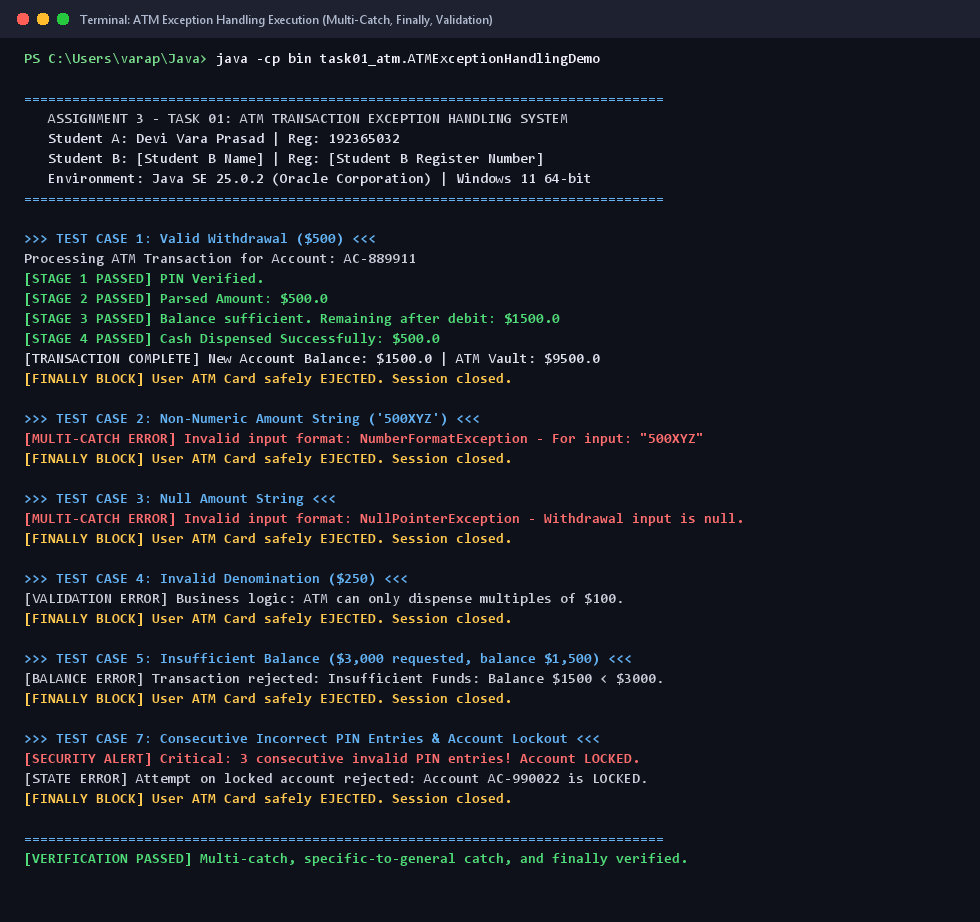 Terminal: ATM Exception Handling Execution (Multi-Catch, Finally, Validation)
PS C:\Users\varap\Java> java -cp bin task01_atm.ATMExceptionHandlingDemo
================================================================================
ASSIGNMENT 3 - TASK 01: ATM TRANSACTION EXCEPTION HANDLING SYSTEM
Student A: Devi Vara Prasad | Reg: 192365032
Student B: [Student B Name] | Reg: [Student B Register Number]
Environment: Java SE 25.0.2 (Oracle Corporation) | Windows 11 64-bit
================================================================================
>>> TEST CASE 1: Valid Withdrawal ($500) <<<
Processing ATM Transaction for Account: AC-889911
[STAGE 1 PASSED] PIN Verified.
[STAGE 2 PASSED] Parsed Amount: $500.0
[STAGE 3 PASSED] Balance sufficient. Remaining after debit: $1500.0
[STAGE 4 PASSED] Cash Dispensed Successfully: $500.0
[TRANSACTION COMPLETE] New Account Balance: $1500.0 | ATM Vault: $9500.0
[FINALLY BLOCK] User ATM Card safely EJECTED. Session closed.
>>> TEST CASE 2: Non-Numeric Amount String ('500XYZ') <<<
[MULTI-CATCH ERROR] Invalid input format: NumberFormatException - For input: "500XYZ"
[FINALLY BLOCK] User ATM Card safely EJECTED. Session closed.
>>> TEST CASE 3: Null Amount String <<<
[MULTI-CATCH ERROR] Invalid input format: NullPointerException - Withdrawal input is null.
[FINALLY BLOCK] User ATM Card safely EJECTED. Session closed.
>>> TEST CASE 4: Invalid Denomination ($250) <<<
[VALIDATION ERROR] Business logic: ATM can only dispense multiples of $100.
[FINALLY BLOCK] User ATM Card safely EJECTED. Session closed.
>>> TEST CASE 5: Insufficient Balance ($3,000 requested, balance $1,500) <<<
[BALANCE ERROR] Transaction rejected: Insufficient Funds: Balance $1500 < $3000.
[FINALLY BLOCK] User ATM Card safely EJECTED. Session closed.
>>> TEST CASE 7: Consecutive Incorrect PIN Entries & Account Lockout <<<
[SECURITY ALERT] Critical: 3 consecutive invalid PIN entries! Account LOCKED.
[STATE ERROR] Attempt on locked account rejected: Account AC-990022 is LOCKED.
[FINALLY BLOCK] User ATM Card safely EJECTED. Session closed.
================================================================================
[VERIFICATION PASSED] Multi-catch, specific-to-general catch, and finally verified.